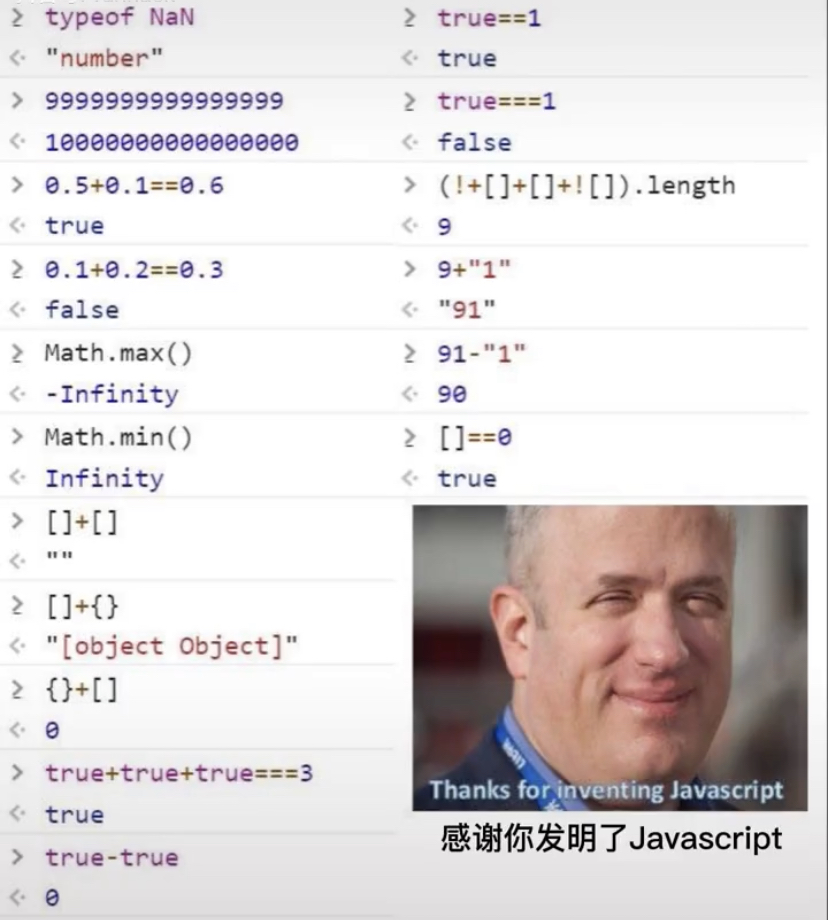 typeof NaN
"number"
9999999999999999
10000000000000000
0.5+0.1==0.6
true
0.1+0.2==0.3
false
Math.max()
-Infinity
Math.min()
Infinity
[]+[]
""
[]+{}
"[object Object]"
{}+[]
0
true+true+true===3
true
true-true
0
true==1
true
true===1
false
(!+[]+[]+![]).length
9
9+"1"
"91"
91-"1"
90
[]==0
true
Thanks for inventing Javascript
感谢你发明了Javascript